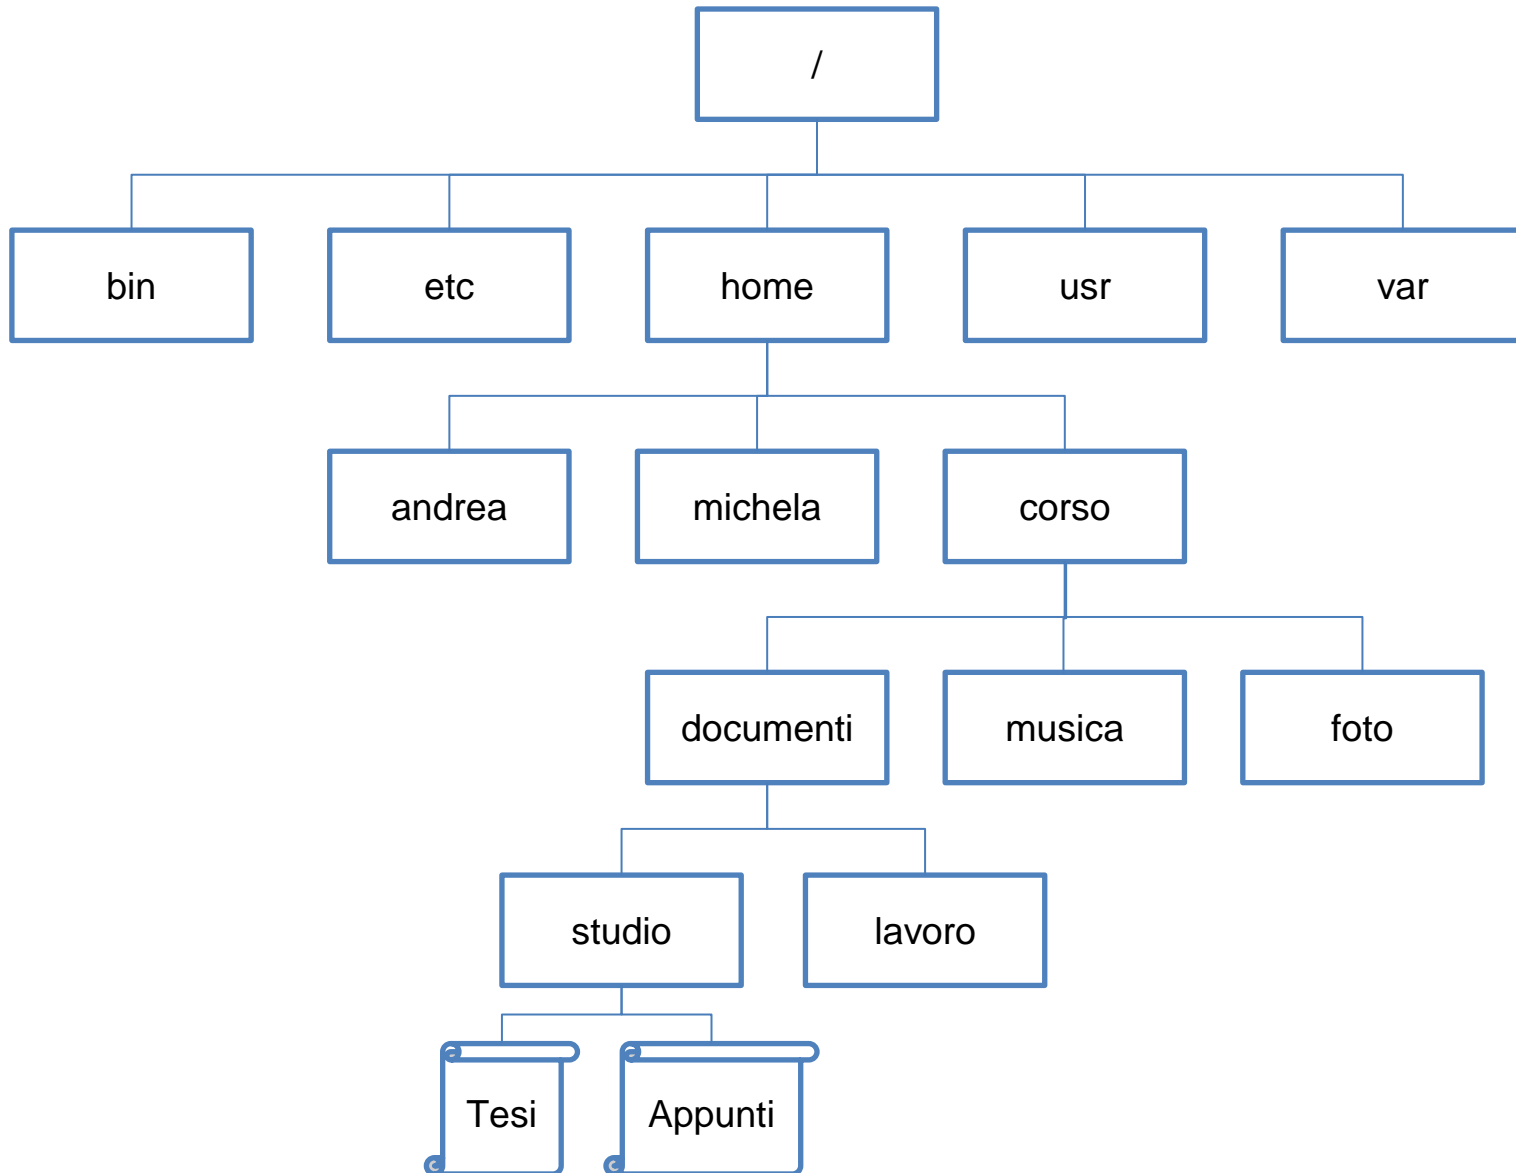 /
bin
etc
home
usr
var
andrea
michela
corso
documenti
musica
foto
studio
lavoro
Tesi
Appunti